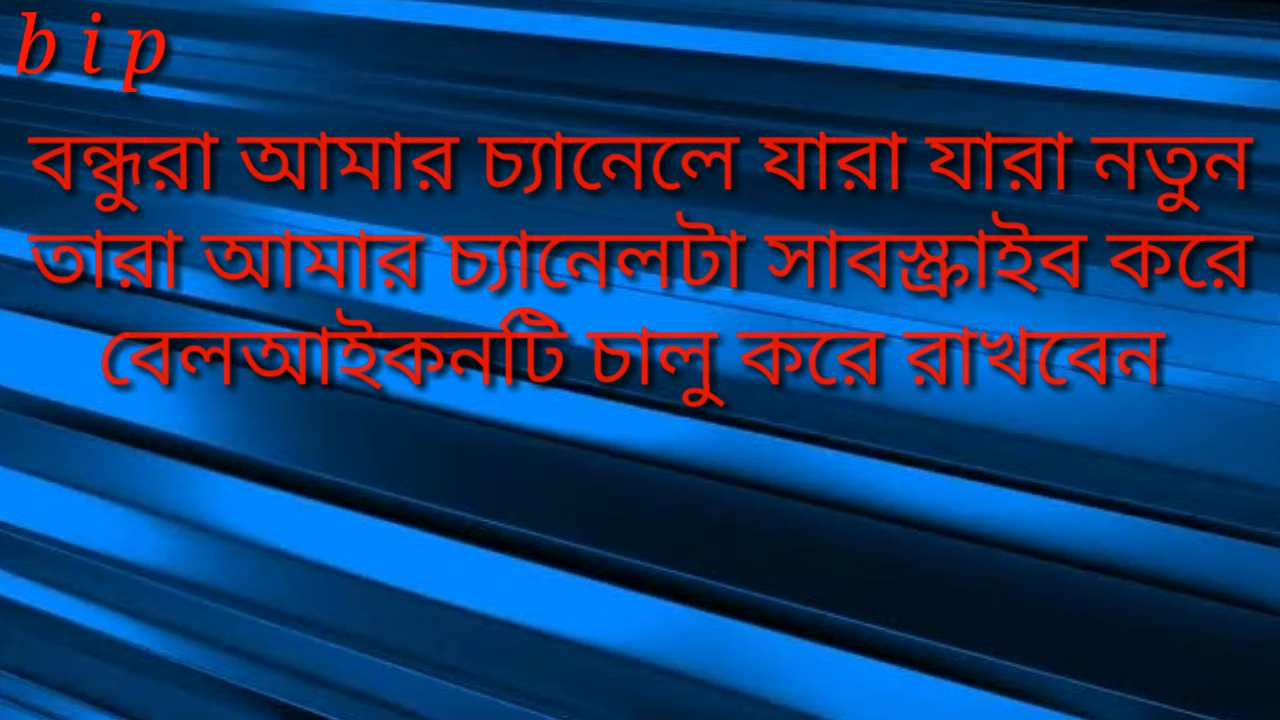 b i p
বন্ধুরা আমার চ্যানেলে যারা যারা নতুন
তারা আমার চ্যানেলটা সাবস্ক্রাইব করে
বেলআইকনটি চালু করে রাখবেন